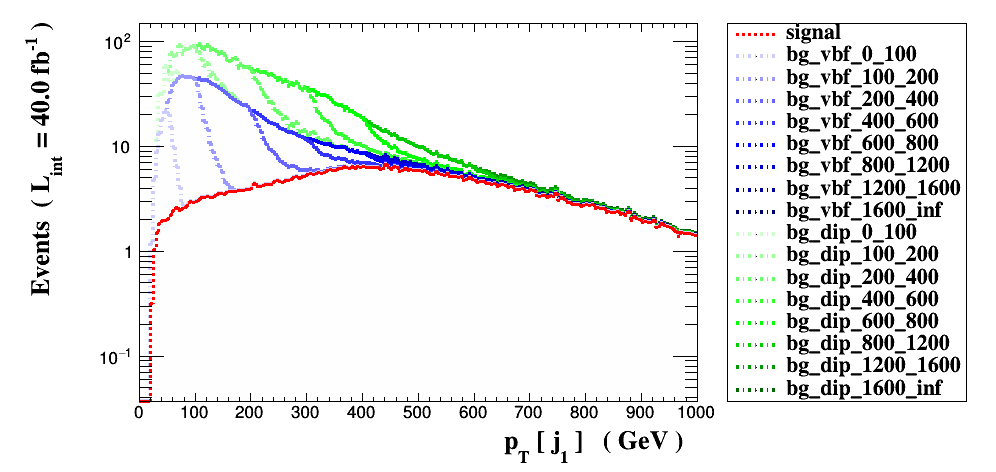 Events ( L_int = 40.0 fb⁻¹ )
10²
10
1
10⁻¹
0 100 200 300 400 500 600 700 800 900 1000
p_T [ j_1 ] ( GeV )
signal
bg_vbf_0_100
bg_vbf_100_200
bg_vbf_200_400
bg_vbf_400_600
bg_vbf_600_800
bg_vbf_800_1200
bg_vbf_1200_1600
bg_vbf_1600_inf
bg_dip_0_100
bg_dip_100_200
bg_dip_200_400
bg_dip_400_600
bg_dip_600_800
bg_dip_800_1200
bg_dip_1200_1600
bg_dip_1600_inf